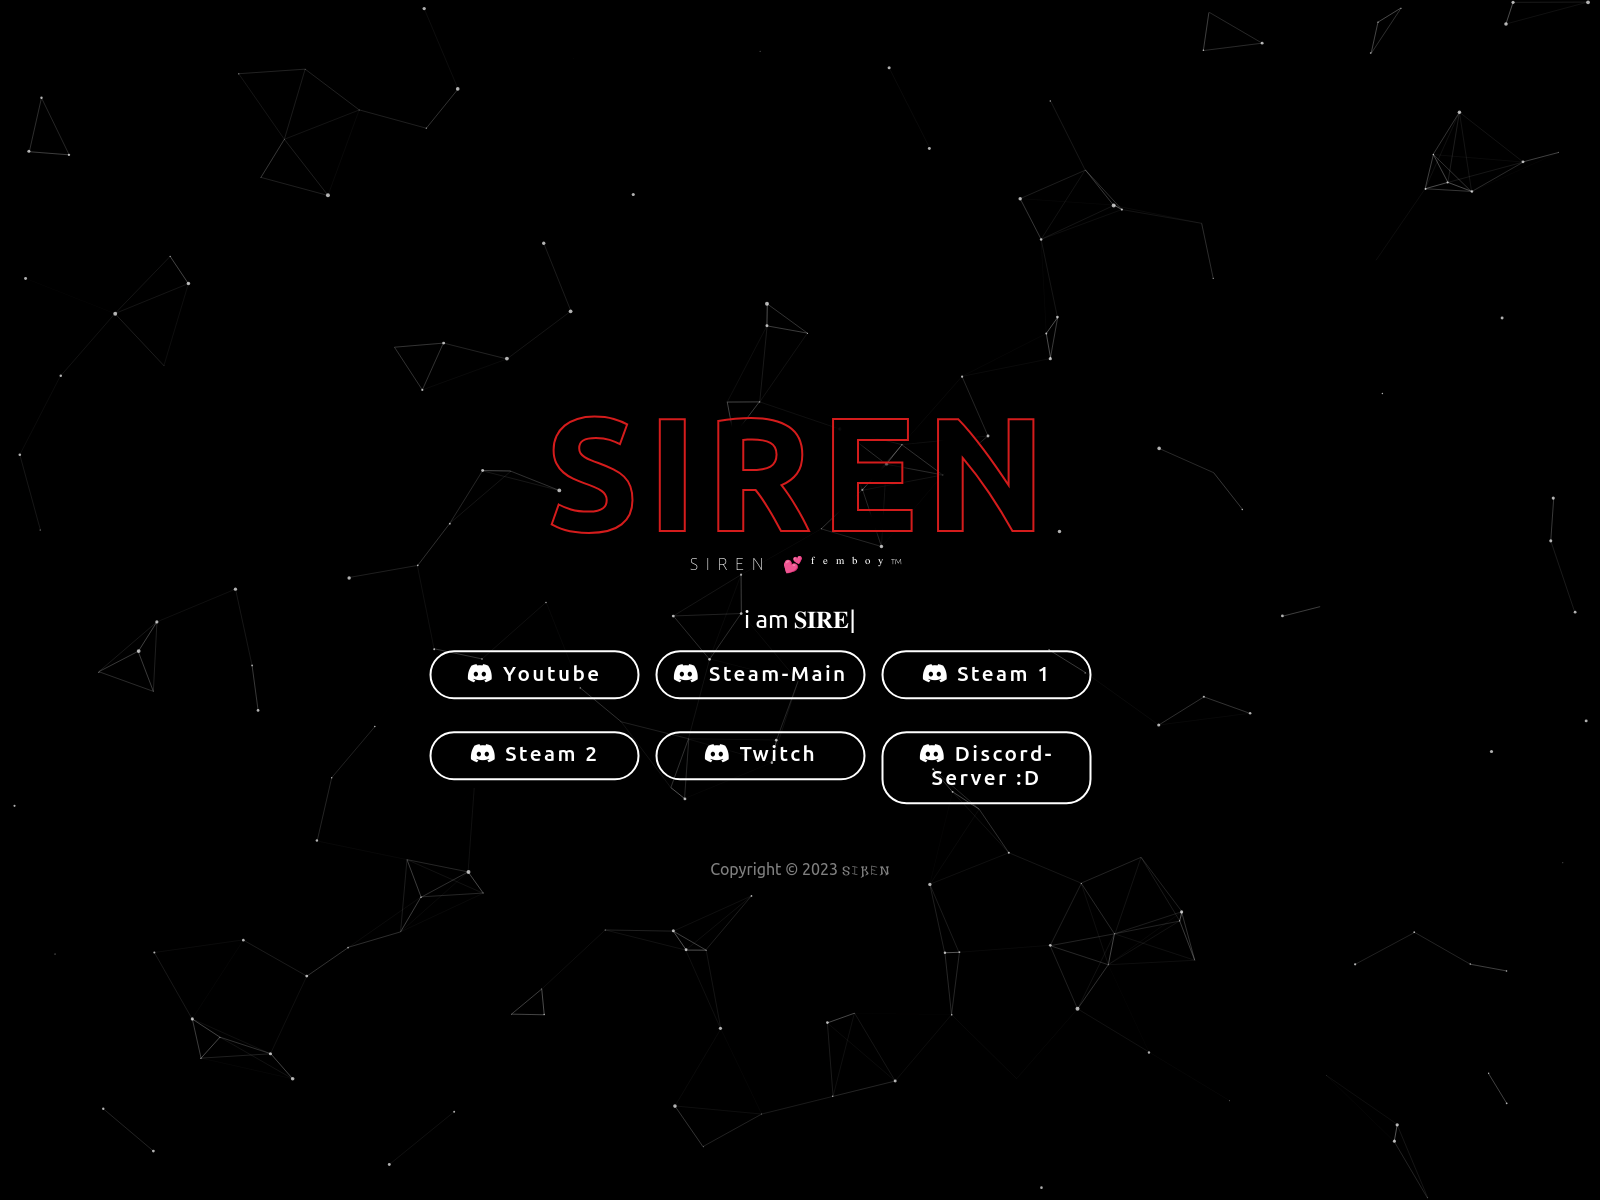 SIREN
SIREN 💕 femboy™
i am 𝐒𝐈𝐑𝐄|
Youtube
Steam-Main
Steam 1
Steam 2
Twitch
Discord-
Server :D
Copyright © 2023 SIREN